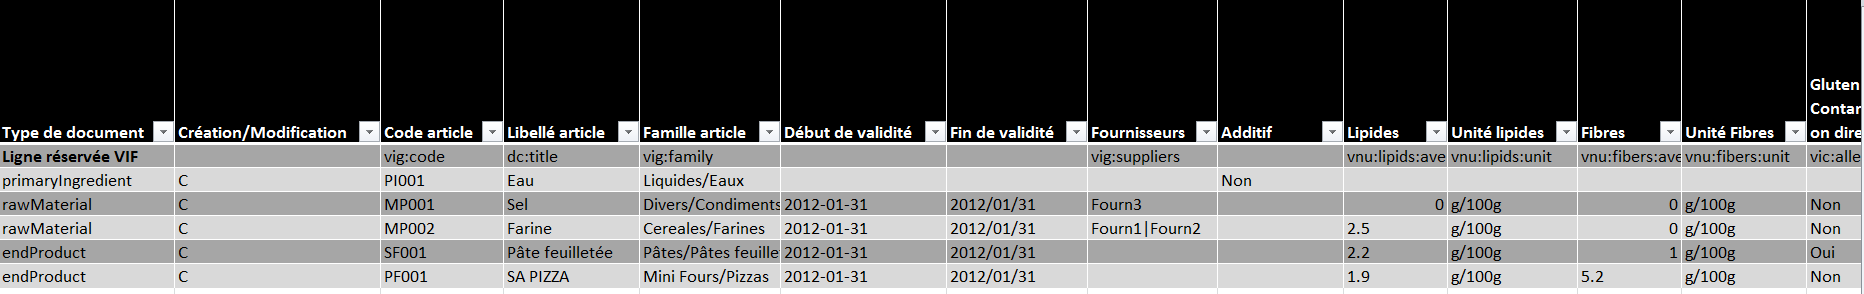 Gluten
Contar
Type de document Création/Modification Code article Libellé article Famille article Début de validité Fin de validité Fournisseurs Additif Lipides Unité lipides Fibres Unité Fibres on dire
Ligne réservée VIF vig:code dc:title vig:family vig:suppliers vnu:lipids:ave vnu:lipids:unit vnu:fibers:ave vnu:fibers:unit vic:alle
primaryIngredient C PI001 Eau Liquides/Eaux Non
rawMaterial C MP001 Sel Divers/Condiments 2012-01-31 2012/01/31 Fourn3 0 g/100g 0 g/100g Non
rawMaterial C MP002 Farine Cereales/Farines 2012-01-31 2012/01/31 Fourn1|Fourn2 2.5 g/100g 0 g/100g Non
endProduct C SF001 Pâte feuilletée Pâtes/Pâtes feuille 2012-01-31 2012/01/31 2.2 g/100g 1 g/100g Oui
endProduct C PF001 SA PIZZA Mini Fours/Pizzas 2012-01-31 2012/01/31 1.9 g/100g 5.2 g/100g Non